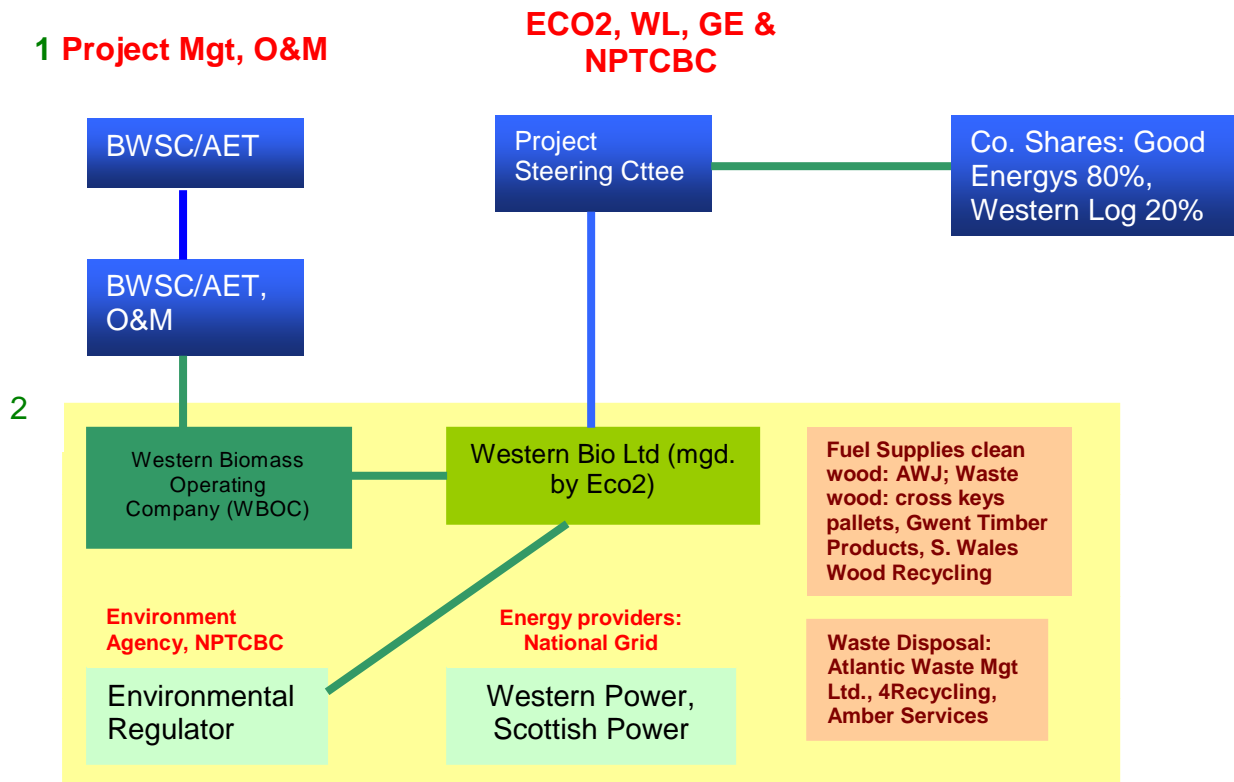 1 Project Mgt, O&M
ECO2, WL, GE &
NPTCBC
BWSC/AET
Project
Steering Cttee
Co. Shares: Good
Energys 80%,
Western Log 20%
BWSC/AET,
O&M
2
Western Biomass
Operating
Company (WBOC)
Western Bio Ltd (mgd.
by Eco2)
Fuel Supplies clean
wood: AWJ; Waste
wood: cross keys
pallets, Gwent Timber
Products, S. Wales
Wood Recycling
Environment
Agency, NPTCBC
Energy providers:
National Grid
Environmental
Regulator
Western Power,
Scottish Power
Waste Disposal:
Atlantic Waste Mgt
Ltd., 4Recycling,
Amber Services